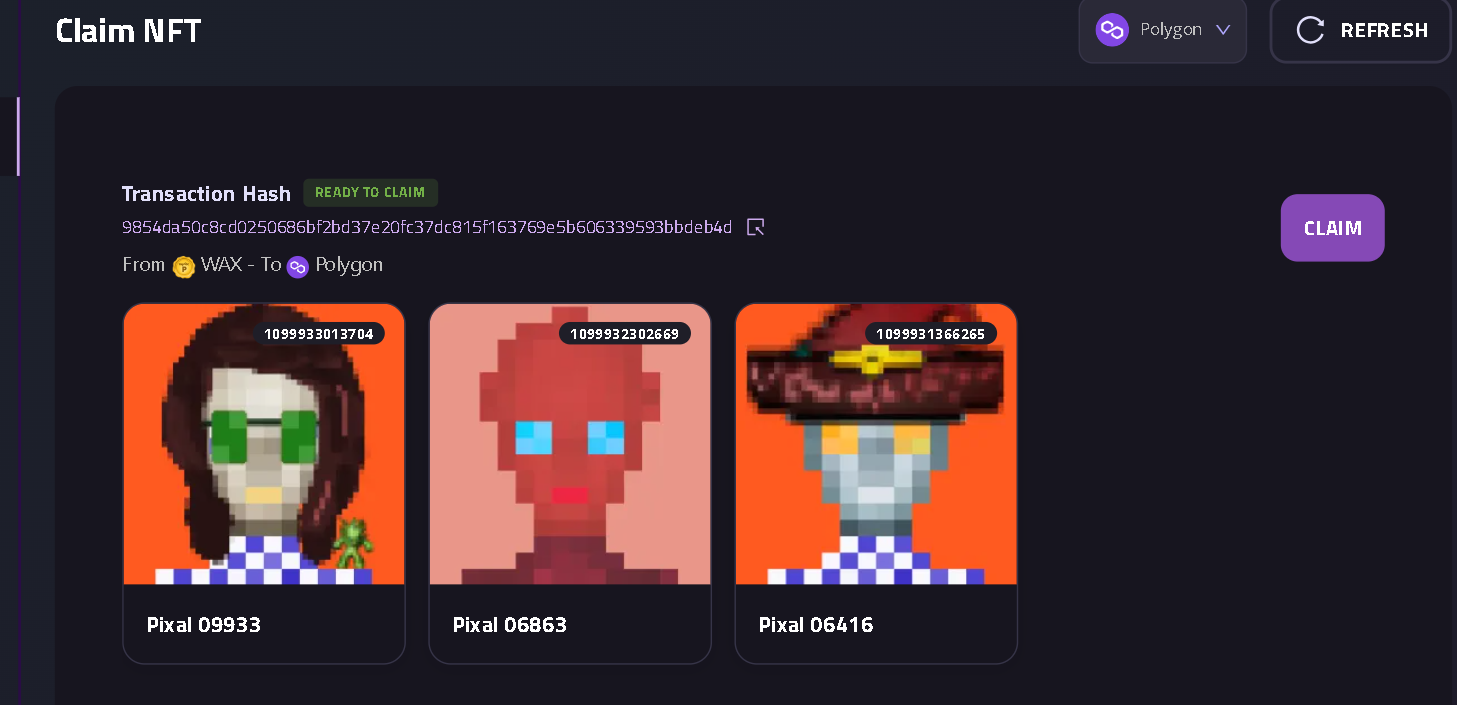 Claim NFT
Polygon
REFRESH
Transaction Hash READY TO CLAIM
9854da50c8cd0250686bf2bd37e20fc37dc815f163769e5b606339593bbdeb4d
CLAIM
From WAX - To Polygon
1099933013704
1099932302669
1099931366265
Pixal 09933
Pixal 06863
Pixal 06416